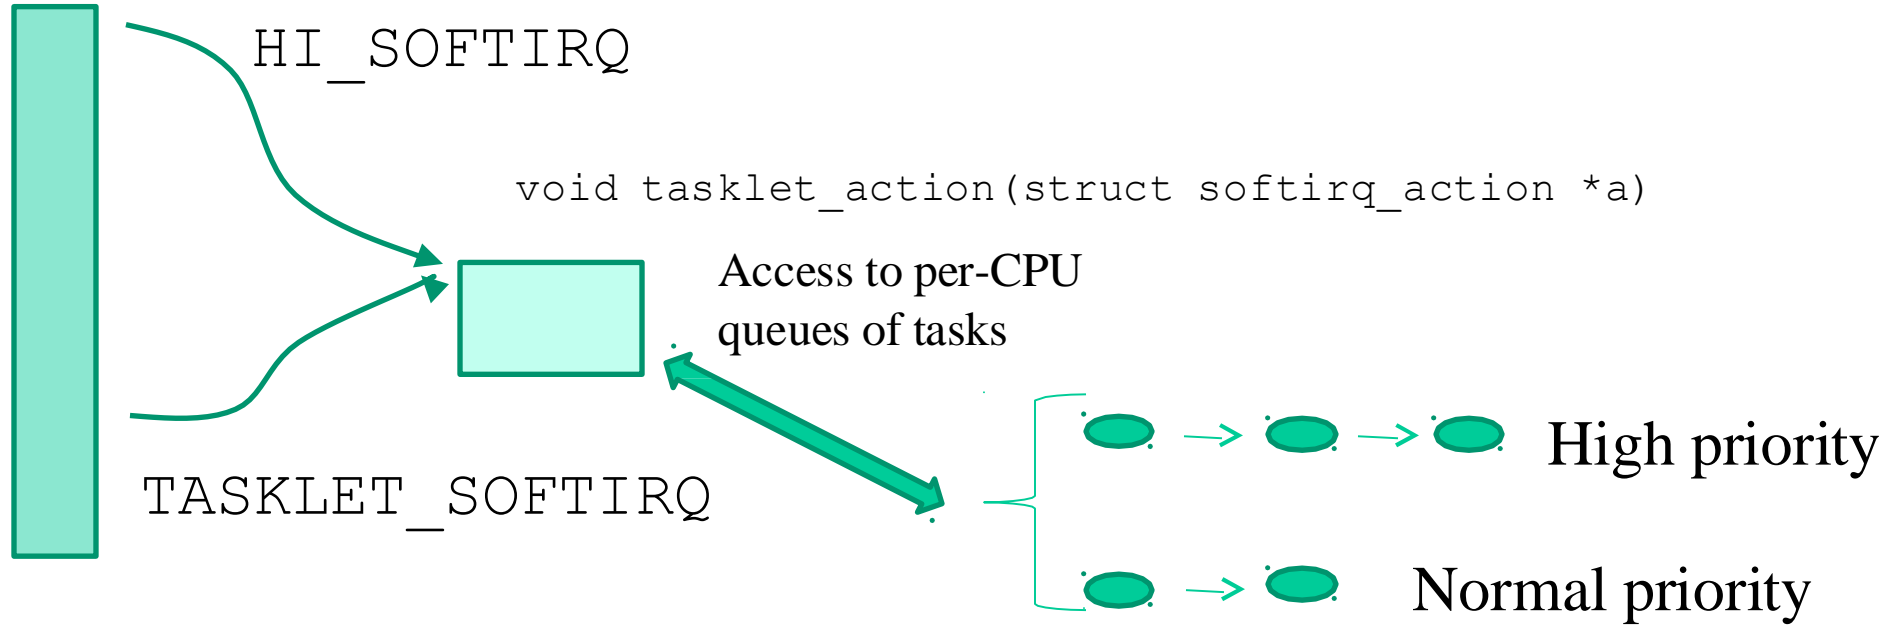 HI_SOFTIRQ
void tasklet_action(struct softirq_action *a)
Access to per-CPU
queues of tasks
High priority
TASKLET_SOFTIRQ
Normal priority